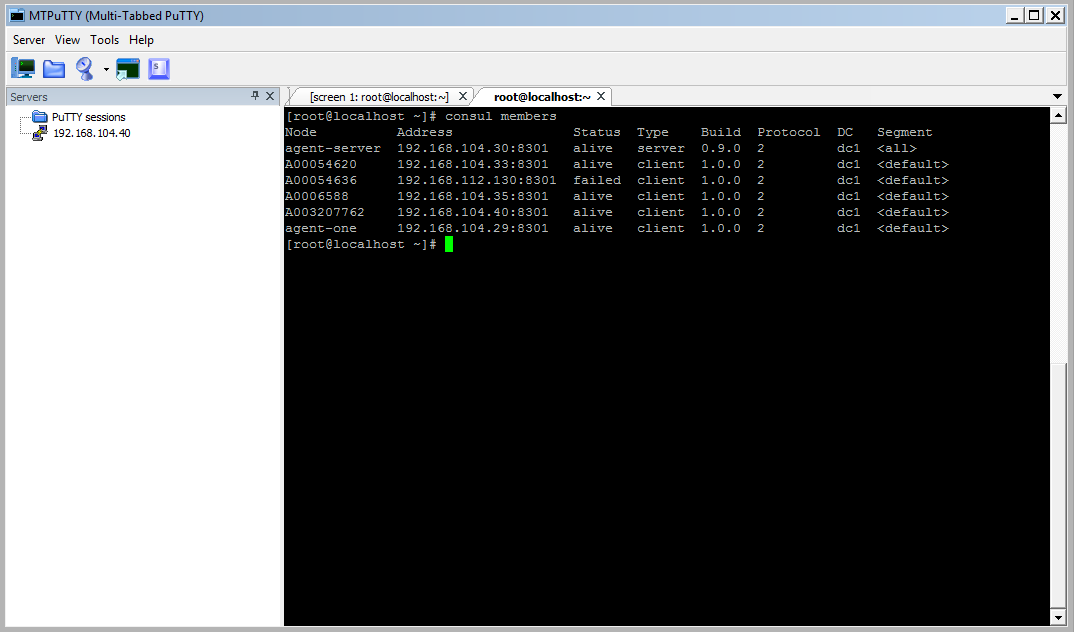 MTPuTTY (Multi-Tabbed PuTTY)
Server View Tools Help
Servers
PuTTY sessions
192.168.104.40
[screen 1: root@localhost:~] root@localhost:~
[root@localhost ~]# consul members
Node Address Status Type Build Protocol DC Segment
agent-server 192.168.104.30:8301 alive server 0.9.0 2 dc1 <all>
A00054620 192.168.104.33:8301 alive client 1.0.0 2 dc1 <default>
A00054636 192.168.112.130:8301 failed client 1.0.0 2 dc1 <default>
A0006588 192.168.104.35:8301 alive client 1.0.0 2 dc1 <default>
A003207762 192.168.104.40:8301 alive client 1.0.0 2 dc1 <default>
agent-one 192.168.104.29:8301 alive client 1.0.0 2 dc1 <default>
[root@localhost ~]#